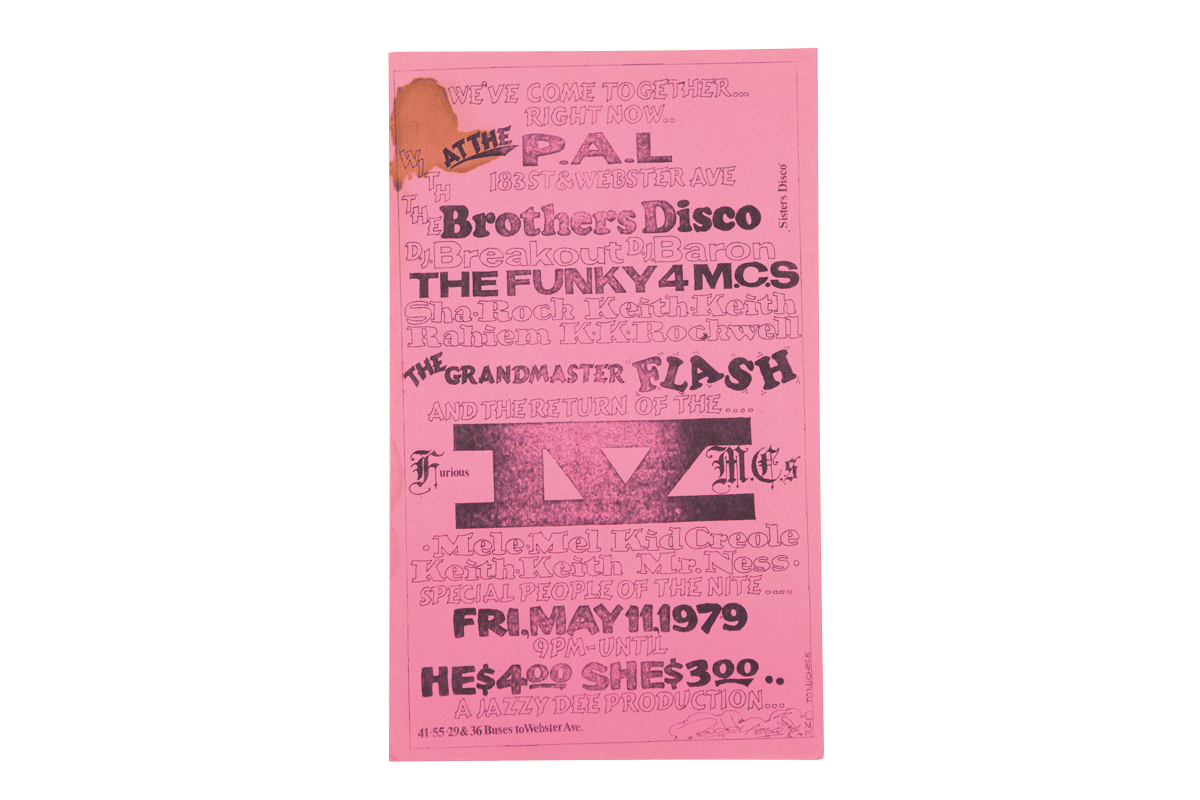 WE'VE COME TOGETHER...
RIGHT NOW..
AT THE P.A.L
183 ST & WEBSTER AVE
WITH THE
Brothers Disco
Sisters Disco
D.J. Breakout D.J. Baron
THE FUNKY 4 M.C.S
Sha·Rock Keith·Keith
Rahiem K·K·Rockwell
THE GRANDMASTER FLASH
AND THE RETURN OF THE....
Furious IV M.C.s
·Mele·Mel Kid Creole
Keith·Keith Mr. Ness·
SPECIAL PEOPLE OF THE NITE....
FRI, MAY 11, 1979
9PM-UNTIL
HE $4.00 SHE $3.00..
A JAZZY DEE PRODUCTION...
41·55·29 & 36 Buses to Webster Ave.